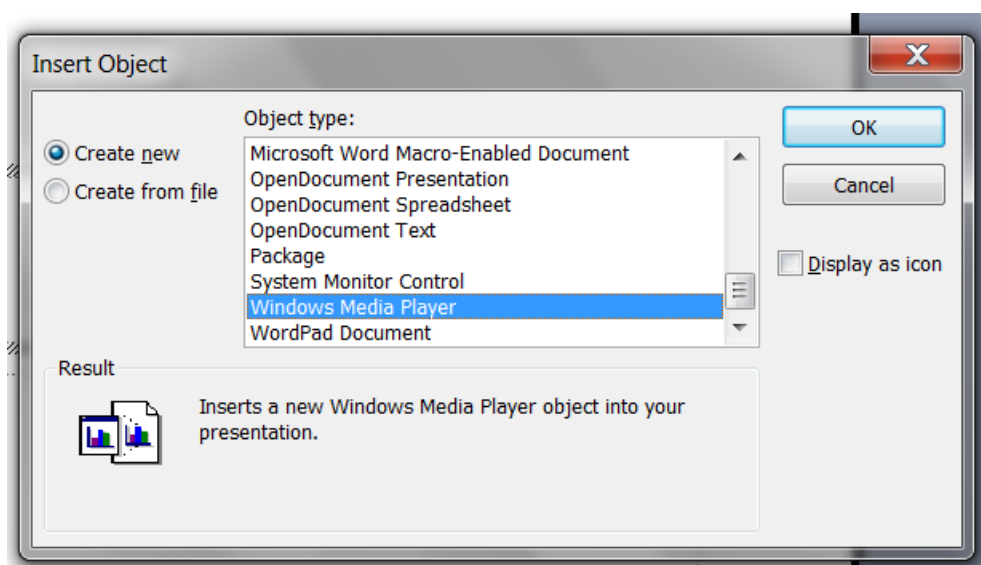 Insert Object
Object type:
Create new
Create from file
Microsoft Word Macro-Enabled Document
OpenDocument Presentation
OpenDocument Spreadsheet
OpenDocument Text
Package
System Monitor Control
Windows Media Player
WordPad Document
OK
Cancel
Display as icon
Result
Inserts a new Windows Media Player object into your
presentation.